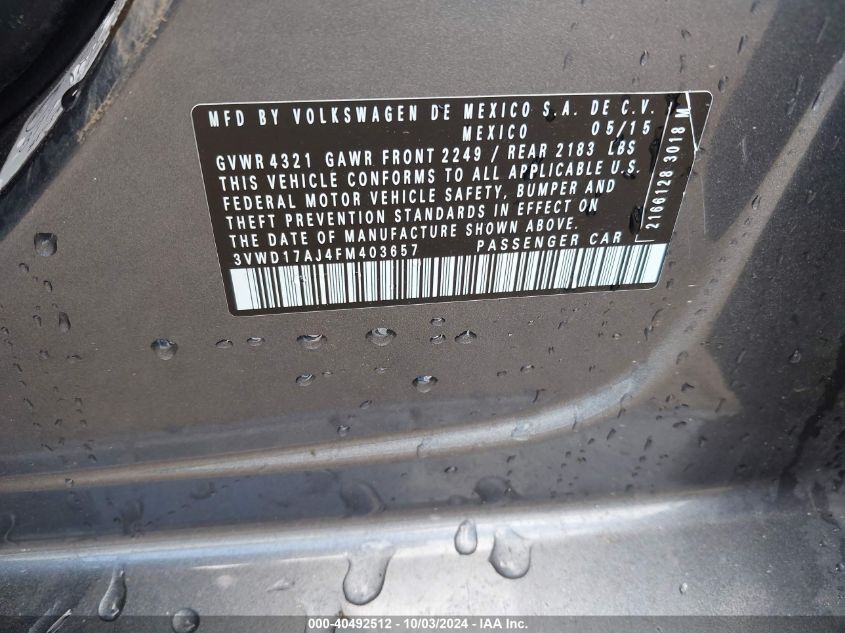 MFD BY VOLKSWAGEN DE MEXICO S.A. DE C.V.
MEXICO 05/15
GVWR 4321 GAWR FRONT 2249 / REAR 2183 LBS
THIS VEHICLE CONFORMS TO ALL APPLICABLE U.S.
FEDERAL MOTOR VEHICLE SAFETY, BUMPER AND
THEFT PREVENTION STANDARDS IN EFFECT ON
THE DATE OF MANUFACTURE SHOWN ABOVE.
3VWD17AJ4FM403657 PASSENGER CAR
2166128 3018 M
000-40492512 - 10/03/2024 - IAAI.com